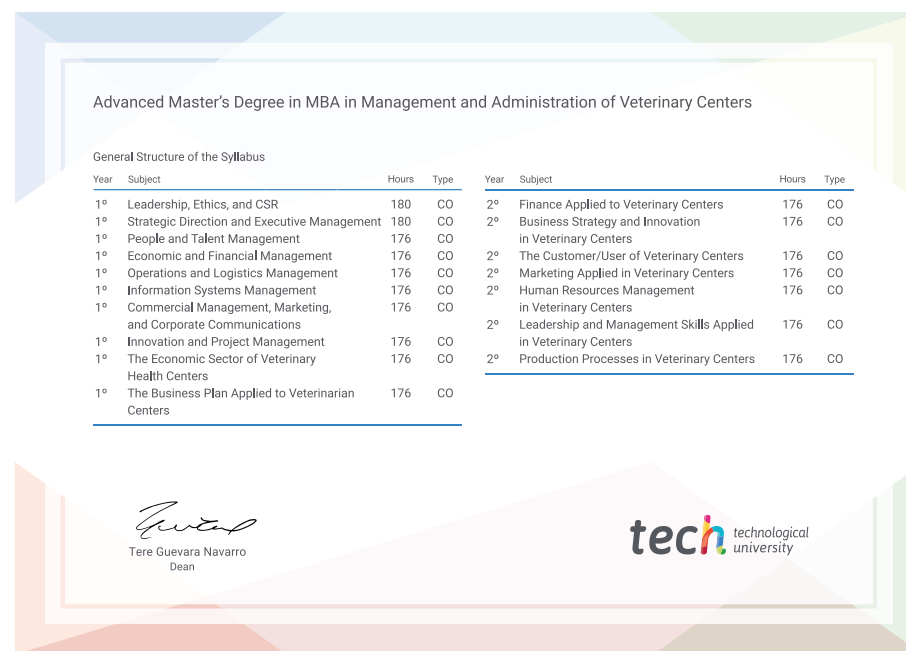 Advanced Master's Degree in MBA in Management and Administration of Veterinary Centers
General Structure of the Syllabus
Year Subject Hours Type
1º Leadership, Ethics, and CSR 180 CO
1º Strategic Direction and Executive Management 180 CO
1º People and Talent Management 176 CO
1º Economic and Financial Management 176 CO
1º Operations and Logistics Management 176 CO
1º Information Systems Management 176 CO
1º Commercial Management, Marketing, 176 CO
and Corporate Communications
1º Innovation and Project Management 176 CO
1º The Economic Sector of Veterinary 176 CO
Health Centers
1º The Business Plan Applied to Veterinarian 176 CO
Centers
Year Subject Hours Type
2º Finance Applied to Veterinary Centers 176 CO
2º Business Strategy and Innovation 176 CO
in Veterinary Centers
2º The Customer/User of Veterinary Centers 176 CO
2º Marketing Applied in Veterinary Centers 176 CO
2º Human Resources Management 176 CO
in Veterinary Centers
2º Leadership and Management Skills Applied 176 CO
in Veterinary Centers
2º Production Processes in Veterinary Centers 176 CO
Tere Guevara Navarro
Dean
tech technological
university